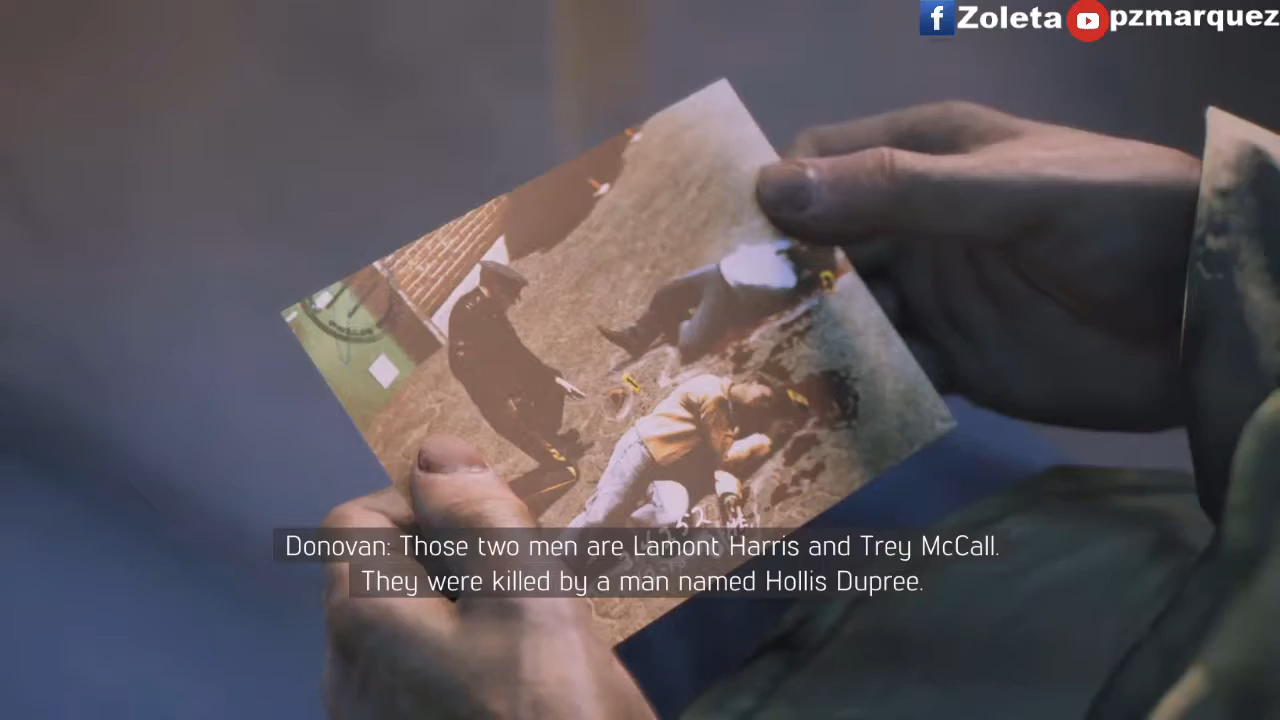 f Zoleta pzmarquez
Donovan: Those two men are Lamont Harris and Trey McCall.
They were killed by a man named Hollis Dupree.